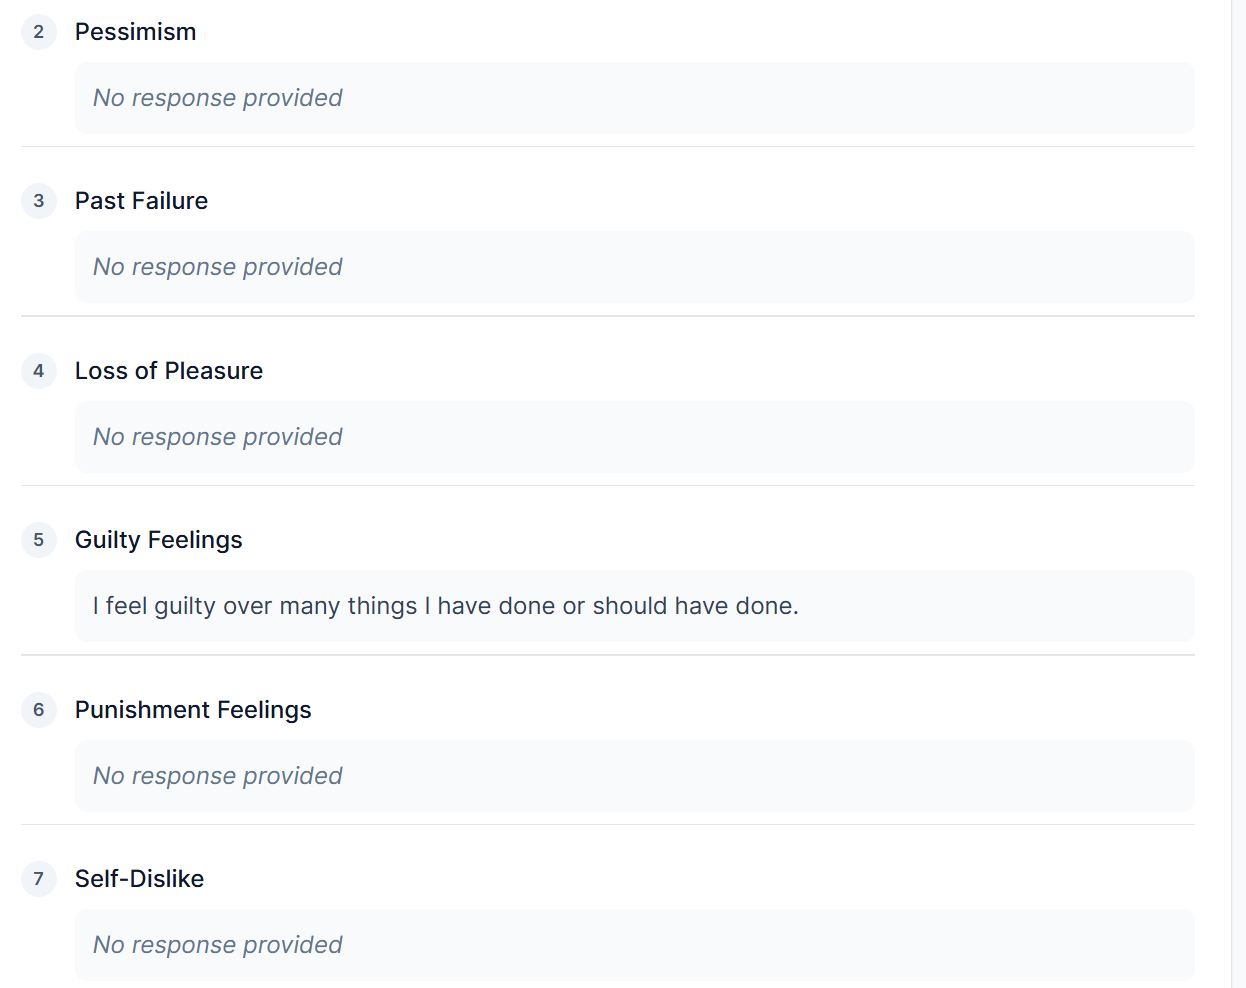 2 Pessimism
No response provided
3 Past Failure
No response provided
4 Loss of Pleasure
No response provided
5 Guilty Feelings
I feel guilty over many things I have done or should have done.
6 Punishment Feelings
No response provided
7 Self-Dislike
No response provided